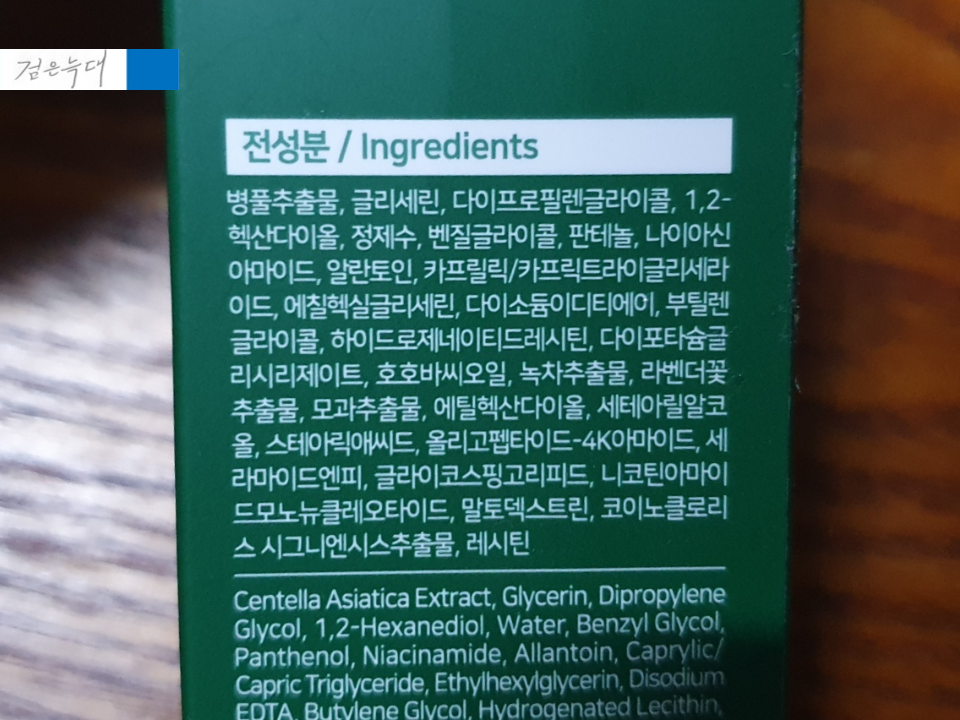 검은늑대
전성분 / Ingredients
병풀추출물, 글리세린, 다이프로필렌글라이콜, 1,2-
헥산다이올, 정제수, 벤질글라이콜, 판테놀, 나이아신
아마이드, 알란토인, 카프릴릭/카프릭트라이글리세라
이드, 에칠헥실글리세린, 다이소듐이디티에이, 부틸렌
글라이콜, 하이드로제네이티드레시틴, 다이포타슘글
리시리제이트, 호호바씨오일, 녹차추출물, 라벤더꽃
추출물, 모과추출물, 에틸헥산다이올, 세테아릴알코
올, 스테아릭애씨드, 올리고펩타이드-4K아마이드, 세
라마이드엔피, 글라이코스핑고리피드, 니코틴아마이
드모노뉴클레오타이드, 말토덱스트린, 코이노클로리
스 시그니엔시스추출물, 레시틴
Centella Asiatica Extract, Glycerin, Dipropylene
Glycol, 1,2-Hexanediol, Water, Benzyl Glycol,
Panthenol, Niacinamide, Allantoin, Caprylic/
Capric Triglyceride, Ethylhexylglycerin, Disodium
EDTA, Butylene Glycol, Hydrogenated Lecithin,